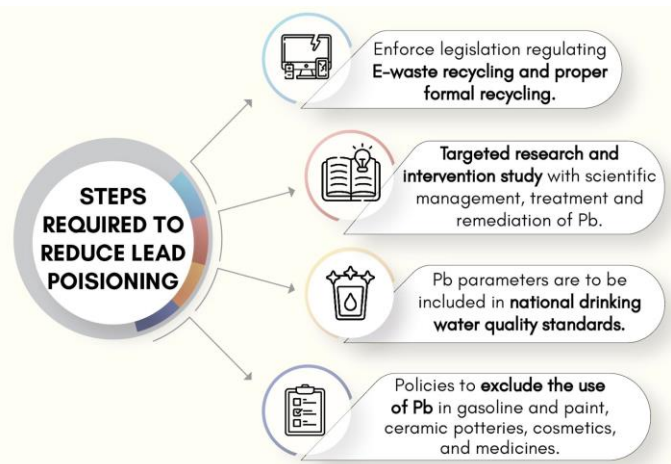 STEPS
REQUIRED TO
REDUCE LEAD
POISIONING
Enforce legislation regulating
E-waste recycling and proper
formal recycling.
Targeted research and
intervention study with scientific
management, treatment and
remediation of Pb.
Pb parameters are to be
included in national drinking
water quality standards.
Policies to exclude the use
of Pb in gasoline and paint,
ceramic potteries, cosmetics,
and medicines.